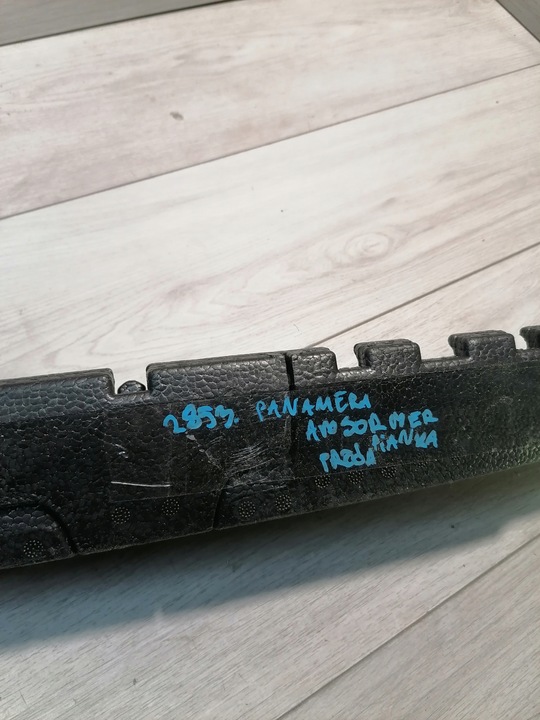 2853. PANAMERA
ABSORBER
PIANKA
PRZÓD